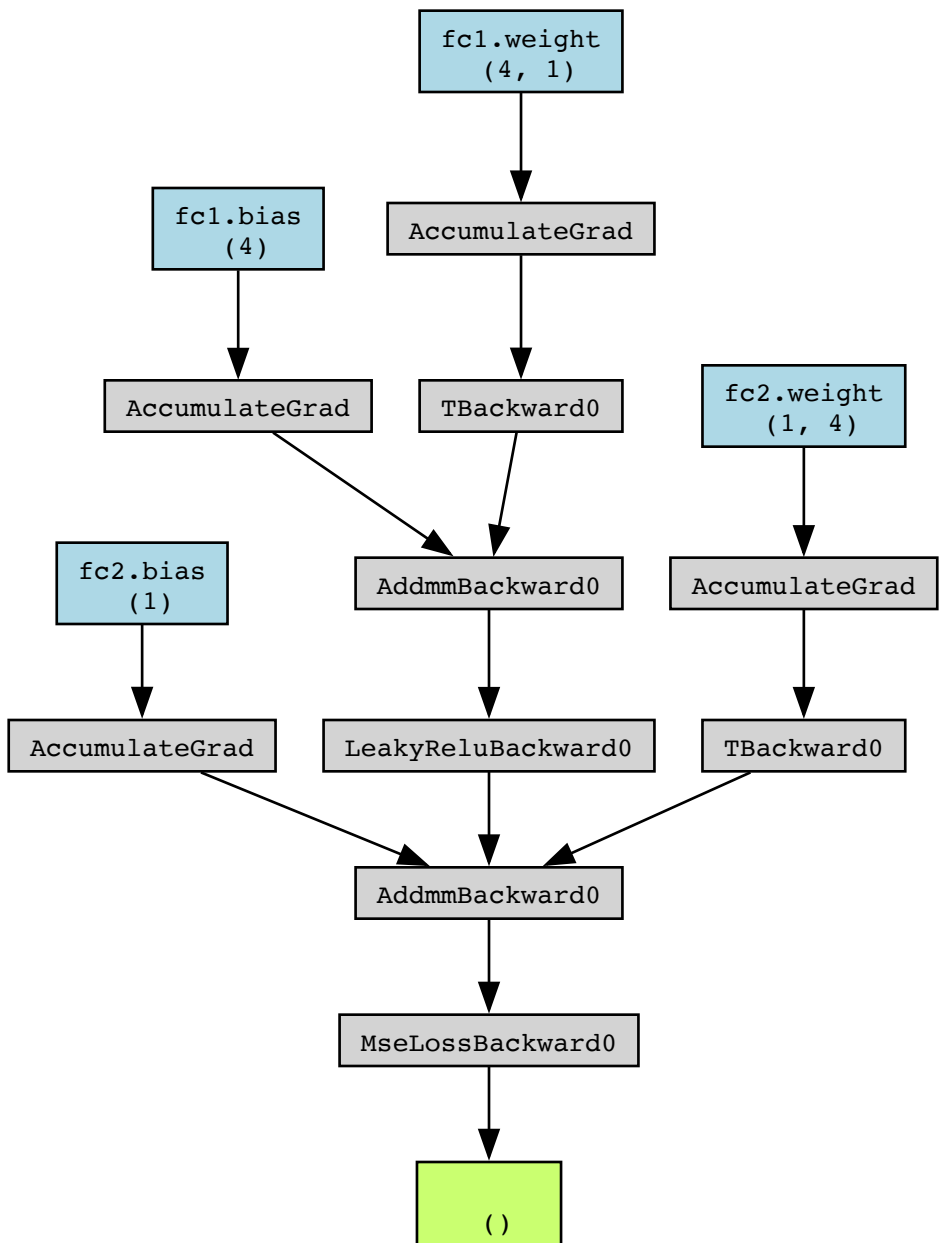 fc1.weight
(4, 1)
fc1.bias
(4)
AccumulateGrad
AccumulateGrad
TBackward0
fc2.weight
(1, 4)
fc2.bias
(1)
AddmmBackward0
AccumulateGrad
AccumulateGrad
LeakyReluBackward0
TBackward0
AddmmBackward0
MseLossBackward0
()